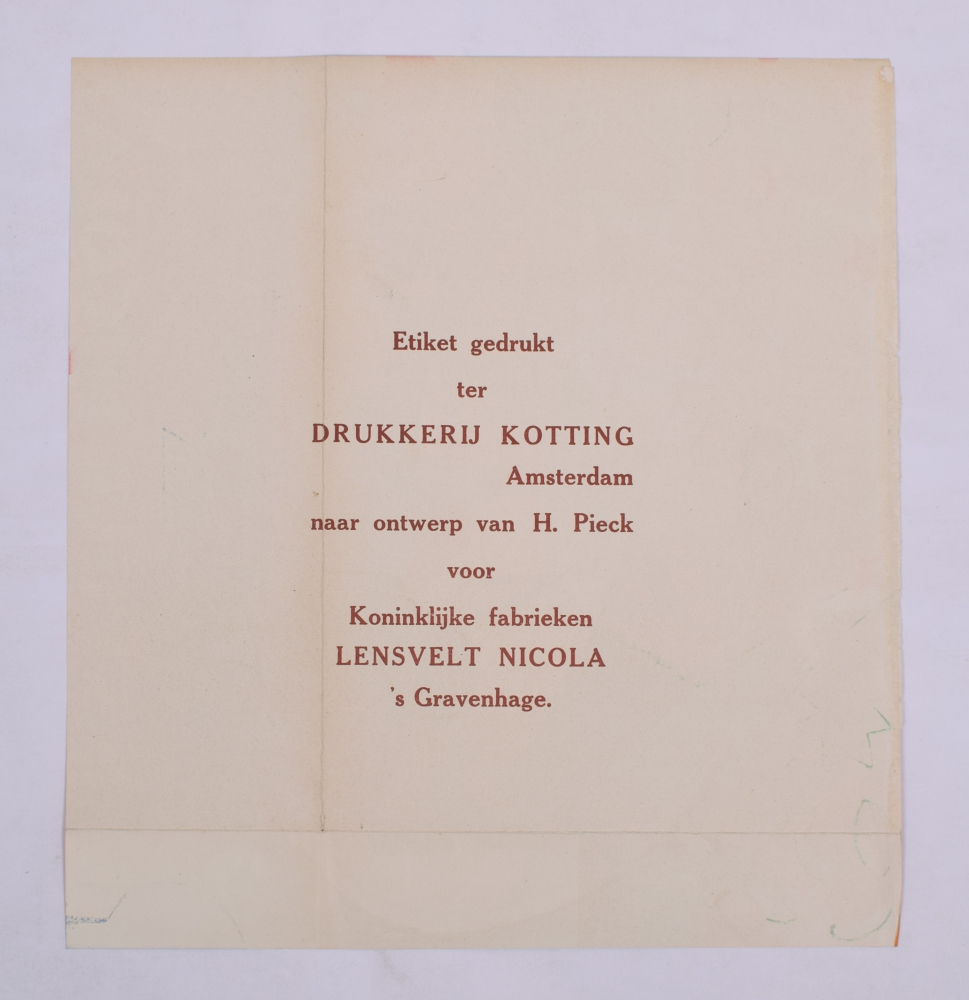 Etiket gedrukt
ter
DRUKKERIJ KOTTING
Amsterdam
naar ontwerp van H. Pieck
voor
Koninklijke fabrieken
LENSVELT NICOLA
's Gravenhage.